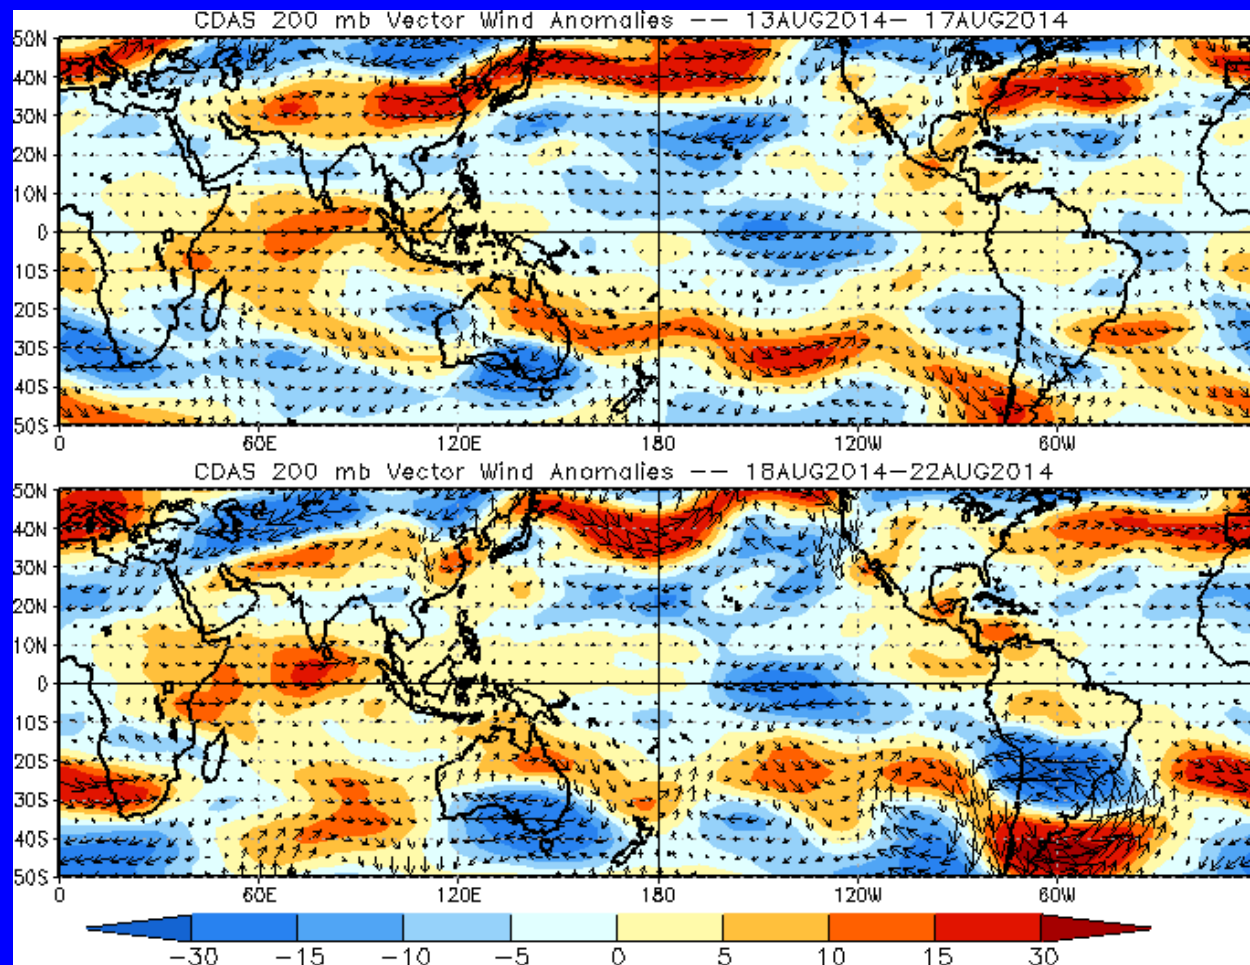 CDAS 200 mb Vector Wind Anomalies -- 13AUG2014- 17AUG2014
50N
40N
30N
20N
10N
0
10S
20S
30S
40S
50S
0 60E 120E 180 120W 60W
CDAS 200 mb Vector Wind Anomalies -- 18AUG2014-22AUG2014
50N
40N
30N
20N
10N
0
10S
20S
30S
40S
50S
0 60E 120E 180 120W 60W
-30 -15 -10 -5 0 5 10 15 30